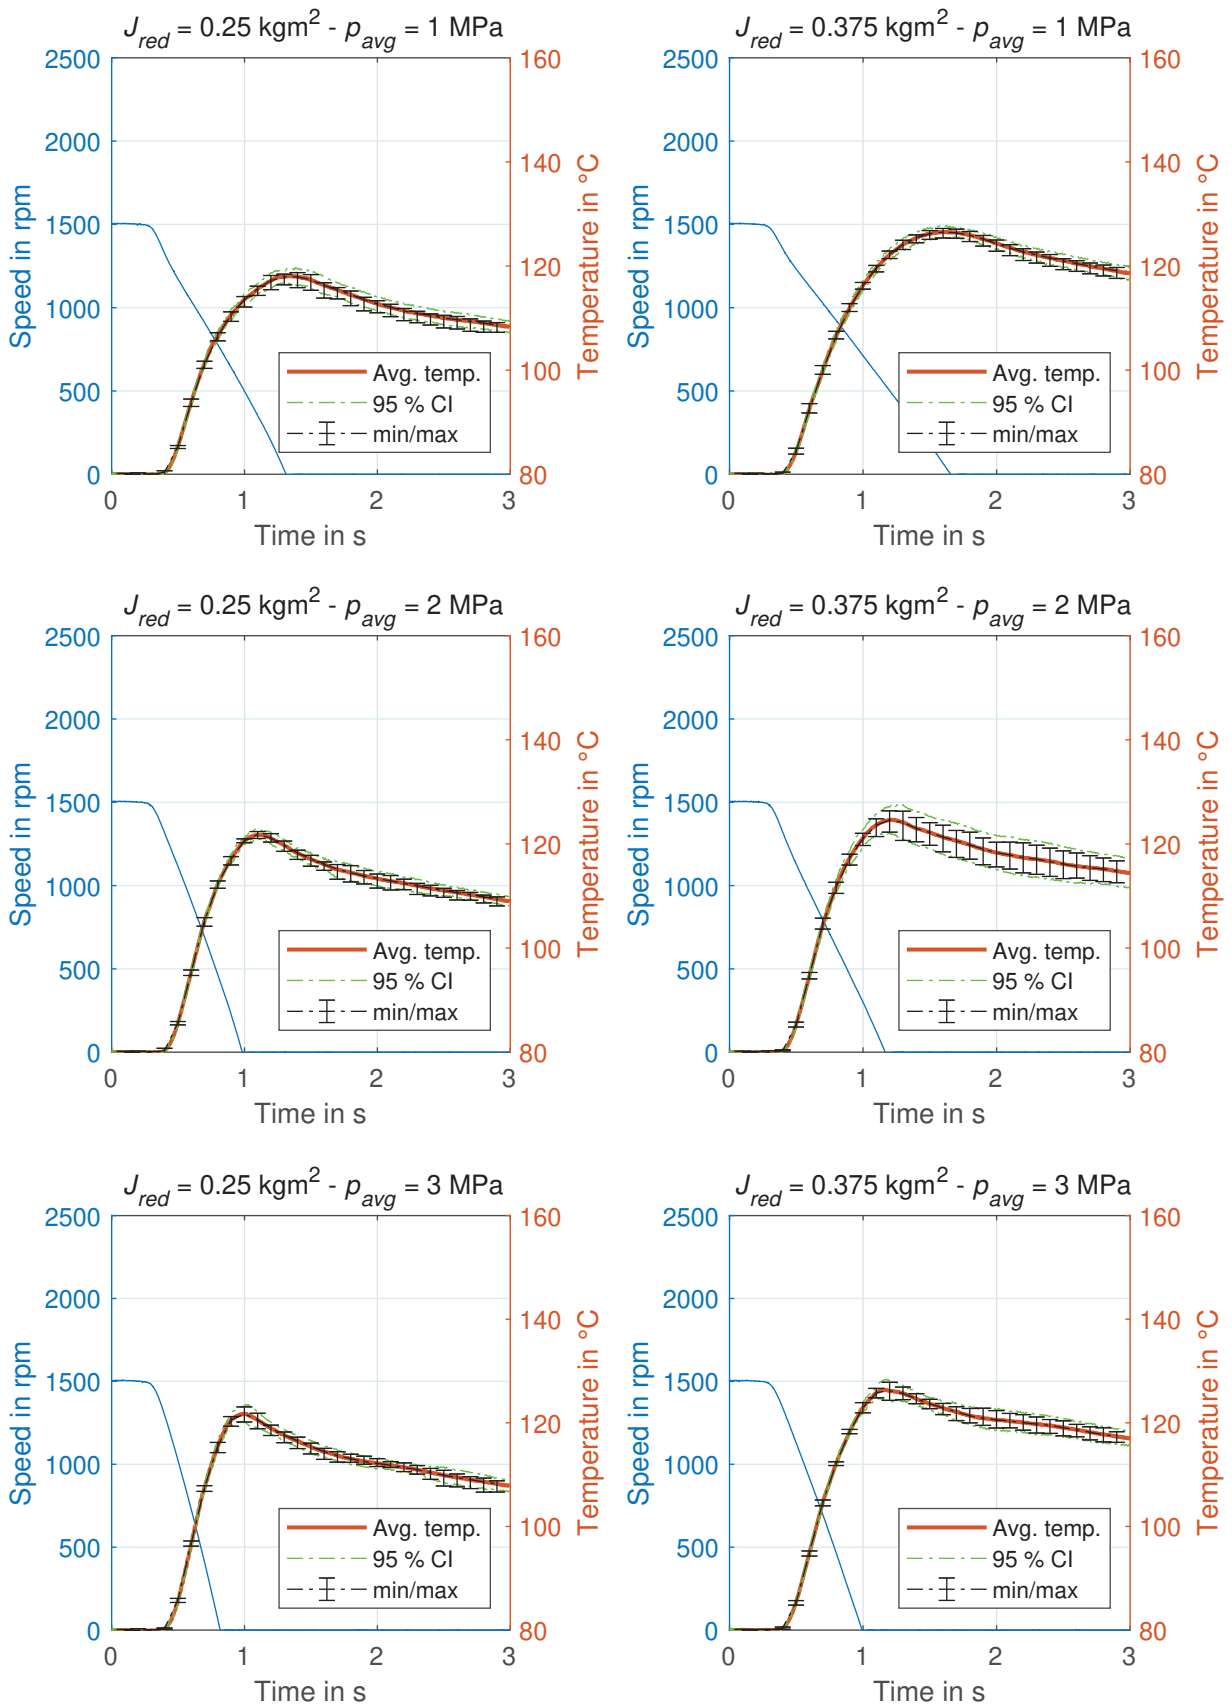 J_red = 0.25 kgm² - p_avg = 1 MPa
2500
2000
1500
1000
500
0
Speed in rpm
160
140
120
100
80
Temperature in °C
Avg. temp.
95 % CI
min/max
0 1 2 3
Time in s
J_red = 0.375 kgm² - p_avg = 1 MPa
2500
2000
1500
1000
500
0
Speed in rpm
160
140
120
100
80
Temperature in °C
Avg. temp.
95 % CI
min/max
0 1 2 3
Time in s
J_red = 0.25 kgm² - p_avg = 2 MPa
2500
2000
1500
1000
500
0
Speed in rpm
160
140
120
100
80
Temperature in °C
Avg. temp.
95 % CI
min/max
0 1 2 3
Time in s
J_red = 0.375 kgm² - p_avg = 2 MPa
2500
2000
1500
1000
500
0
Speed in rpm
160
140
120
100
80
Temperature in °C
Avg. temp.
95 % CI
min/max
0 1 2 3
Time in s
J_red = 0.25 kgm² - p_avg = 3 MPa
2500
2000
1500
1000
500
0
Speed in rpm
160
140
120
100
80
Temperature in °C
Avg. temp.
95 % CI
min/max
0 1 2 3
Time in s
J_red = 0.375 kgm² - p_avg = 3 MPa
2500
2000
1500
1000
500
0
Speed in rpm
160
140
120
100
80
Temperature in °C
Avg. temp.
95 % CI
min/max
0 1 2 3
Time in s